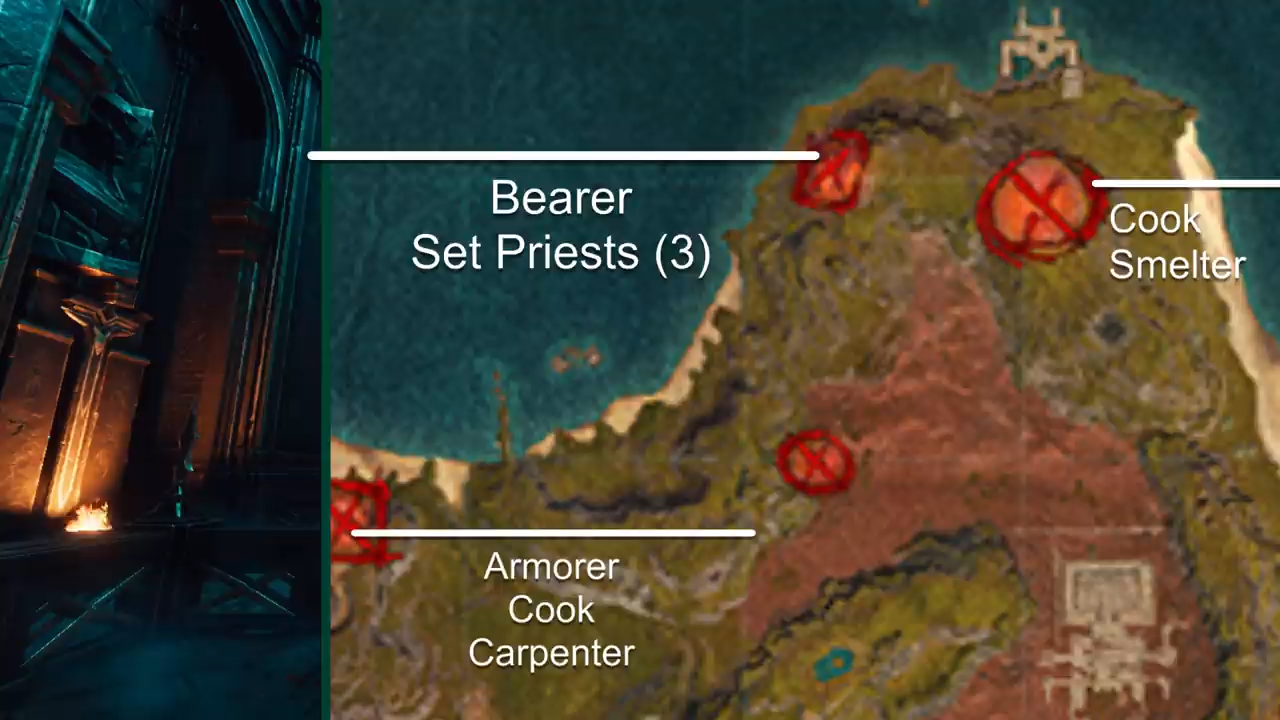 Bearer
Set Priests (3)
Cook
Smelter
Armorer
Cook
Carpenter